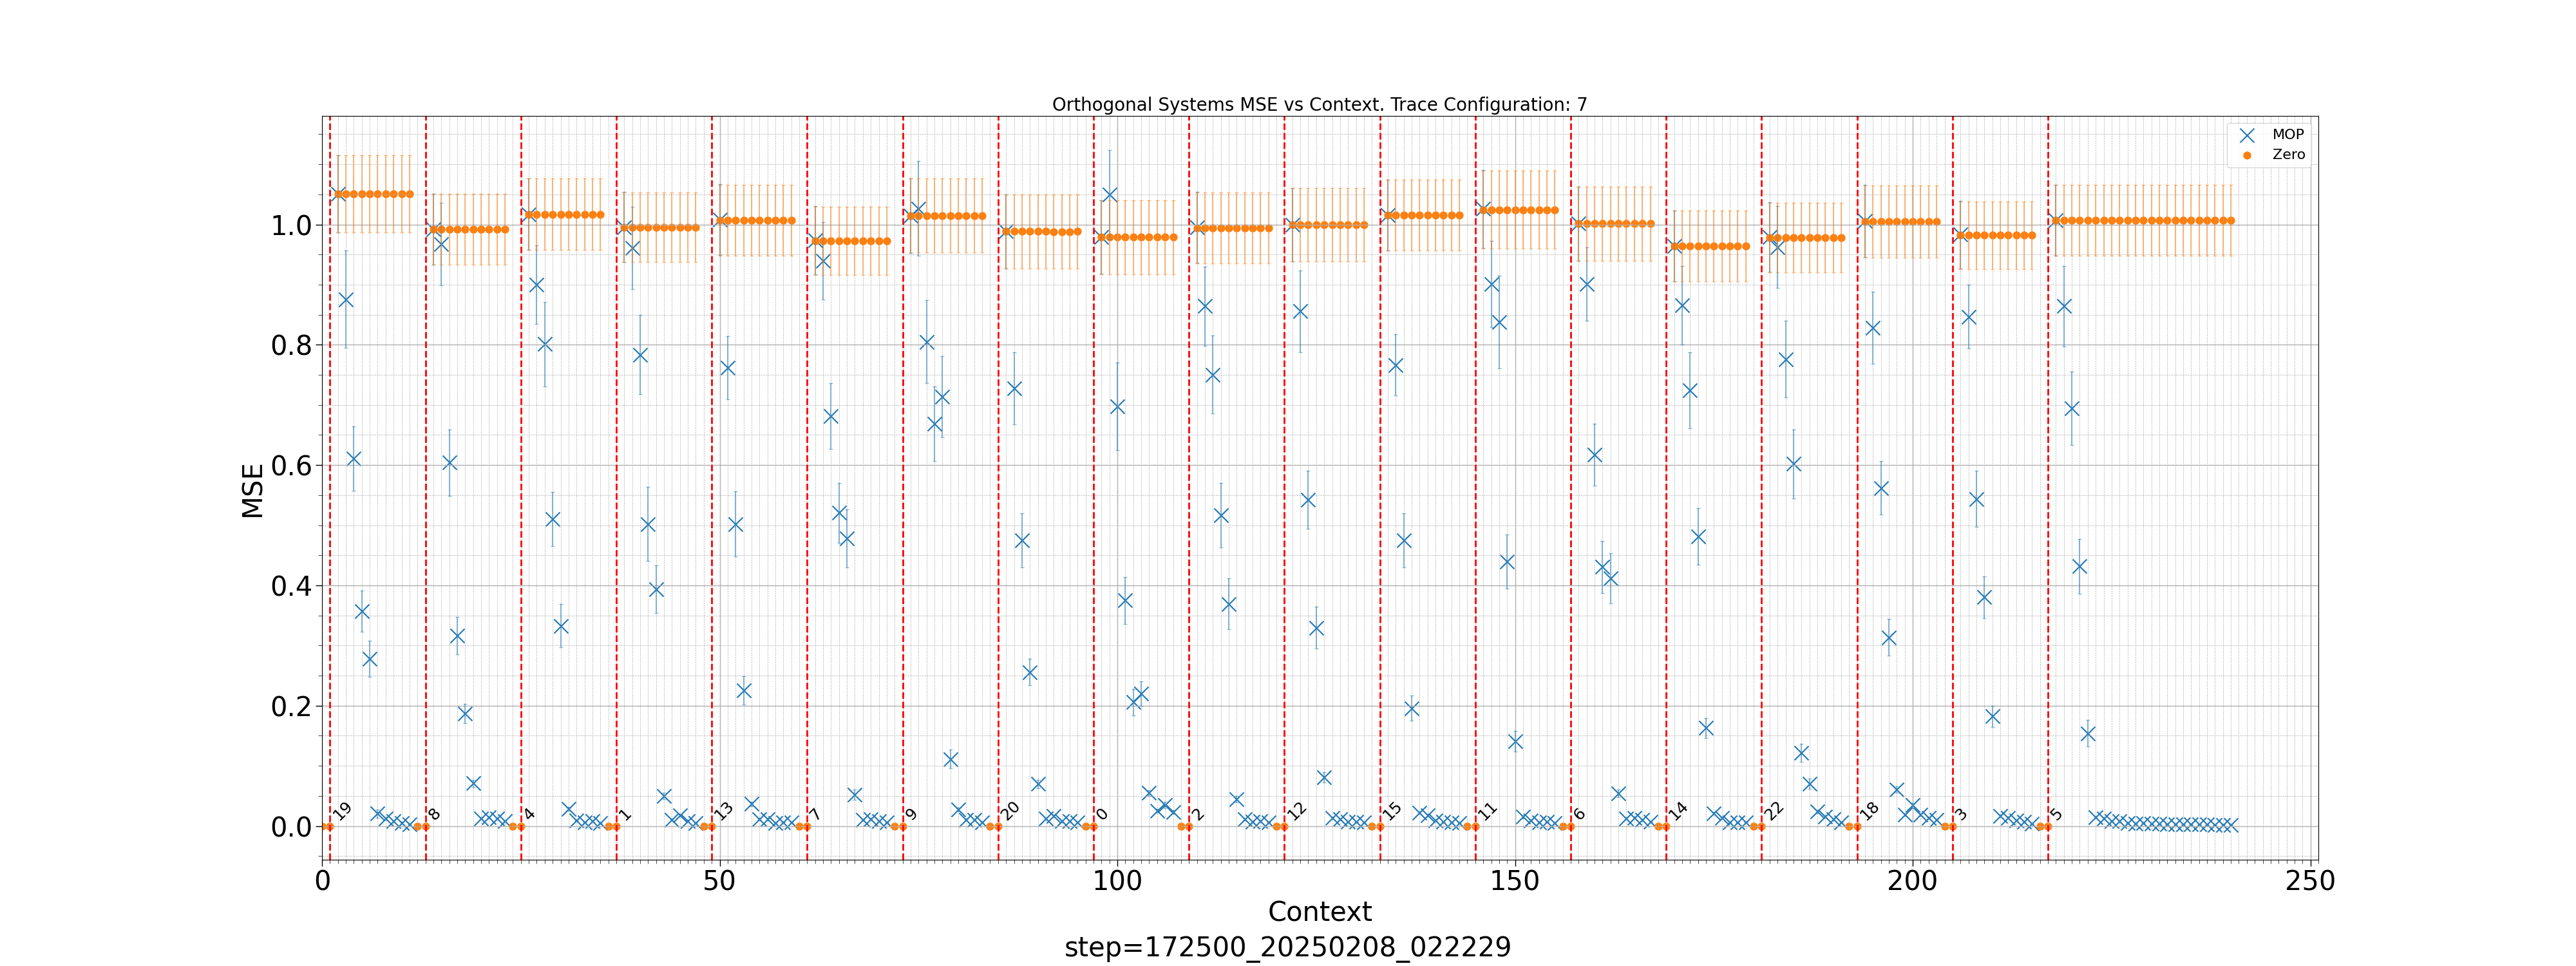 Orthogonal Systems MSE vs Context. Trace Configuration: 7
MOP
Zero
MSE
1.0
0.8
0.6
0.4
0.2
0.0
19 8 4 1 13 7 9 20 0 2 12 15 11 6 14 22 18 3 5
0 50 100 150 200 250
Context
step=172500_20250208_022229